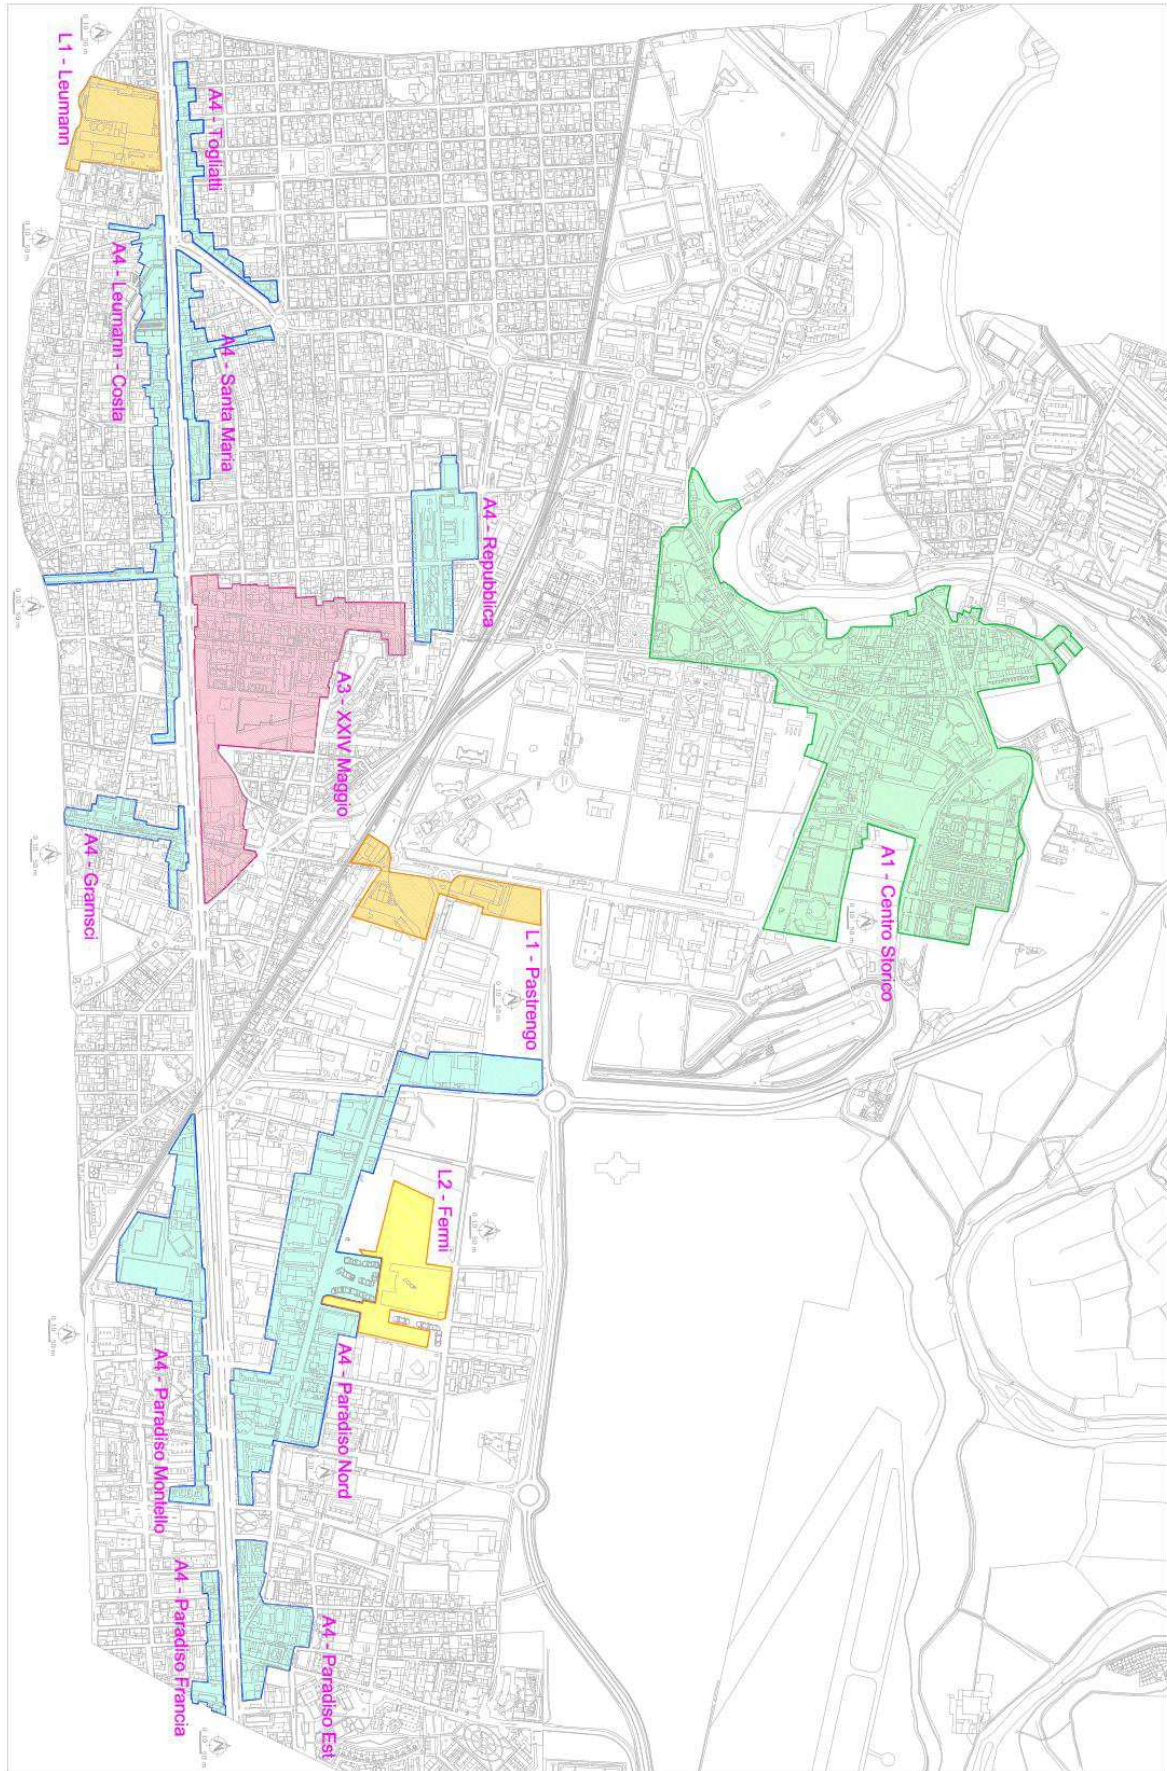 L1 - Leumann
A4 - Togliatti
A4 - Leumann - Costa
A4 - Santa Maria
A4 - Repubblica
A3 - XXIV Maggio
A4 - Gramsci
A1 - Centro Storico
L1 - Pastrengo
L2 - Fermi
A4 - Paradiso Nord
A4 - Paradiso Montello
A4 - Paradiso Francia
A4 - Paradiso Est